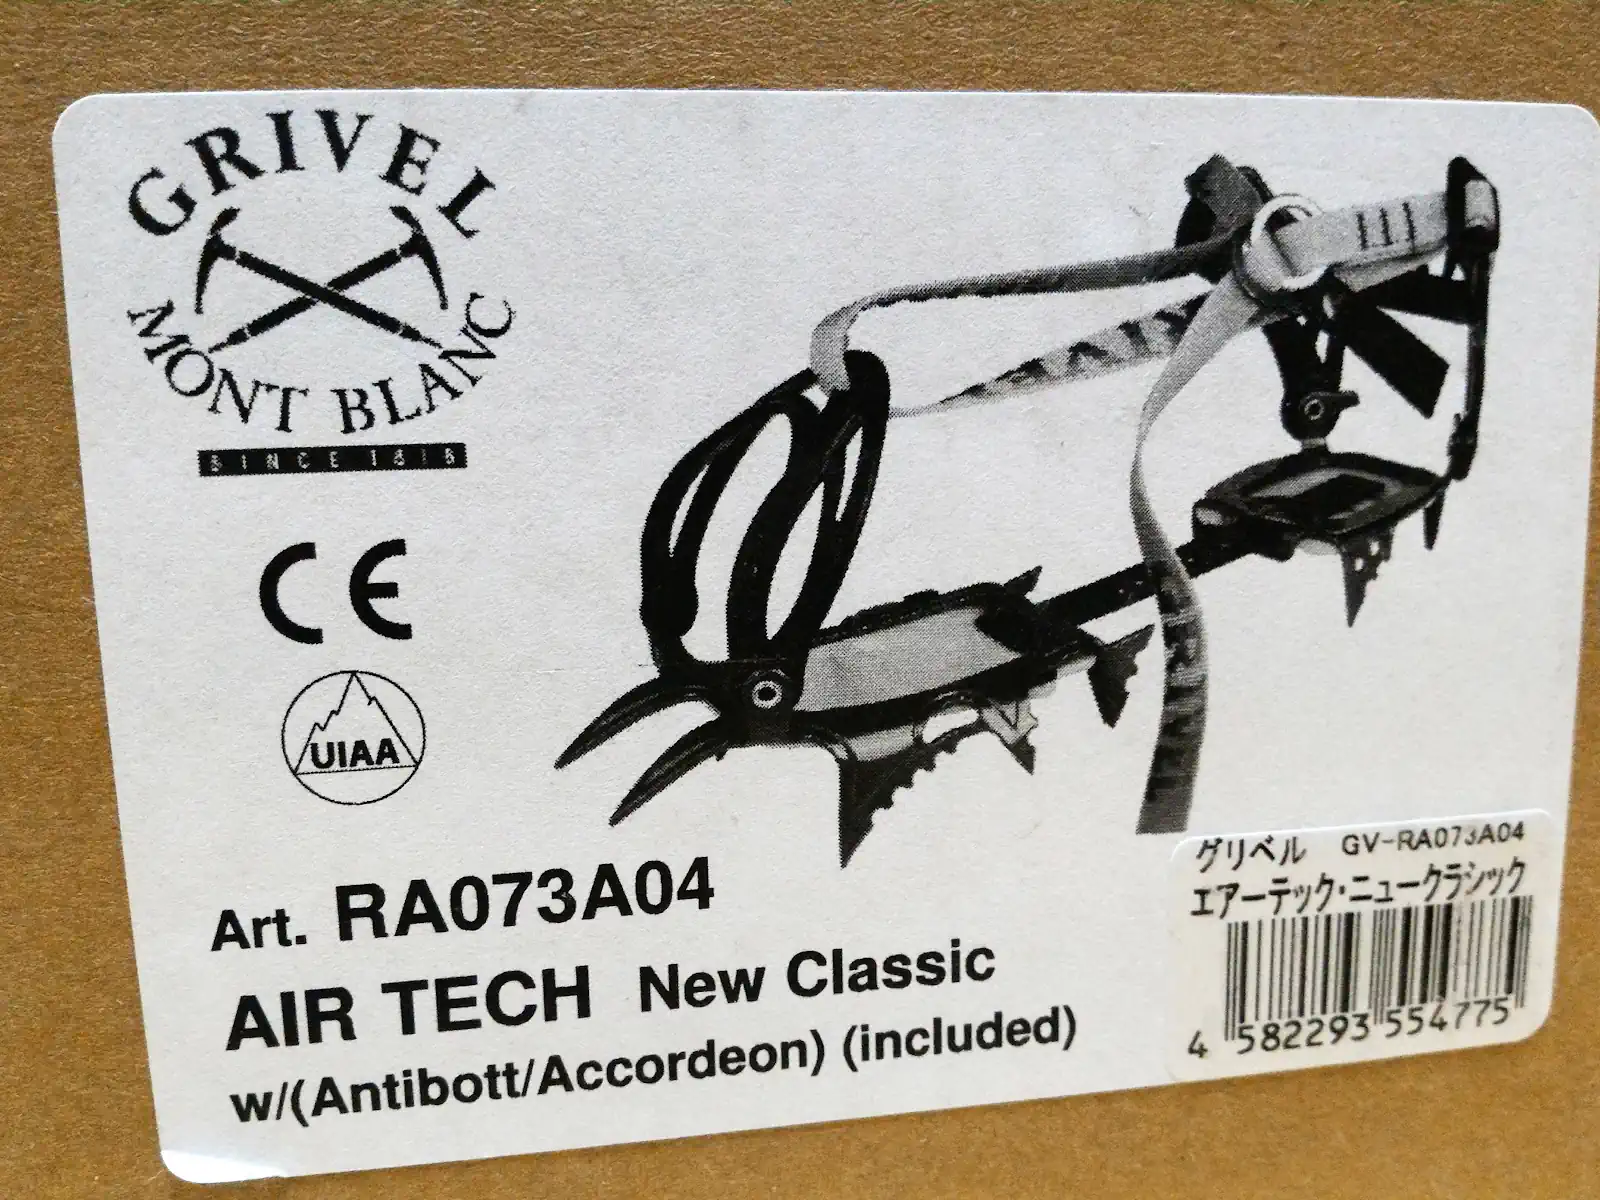 GRIVEL
MONT BLANC
SINCE 1818
CE
UIAA
GRIVEL
GRIVEL
Art. RA073A04
AIR TECH New Classic
w/(Antibott/Accordeon) (included)
グリベル GV-RA073A04
エアーテック・ニュークラシック
4 582293 554775